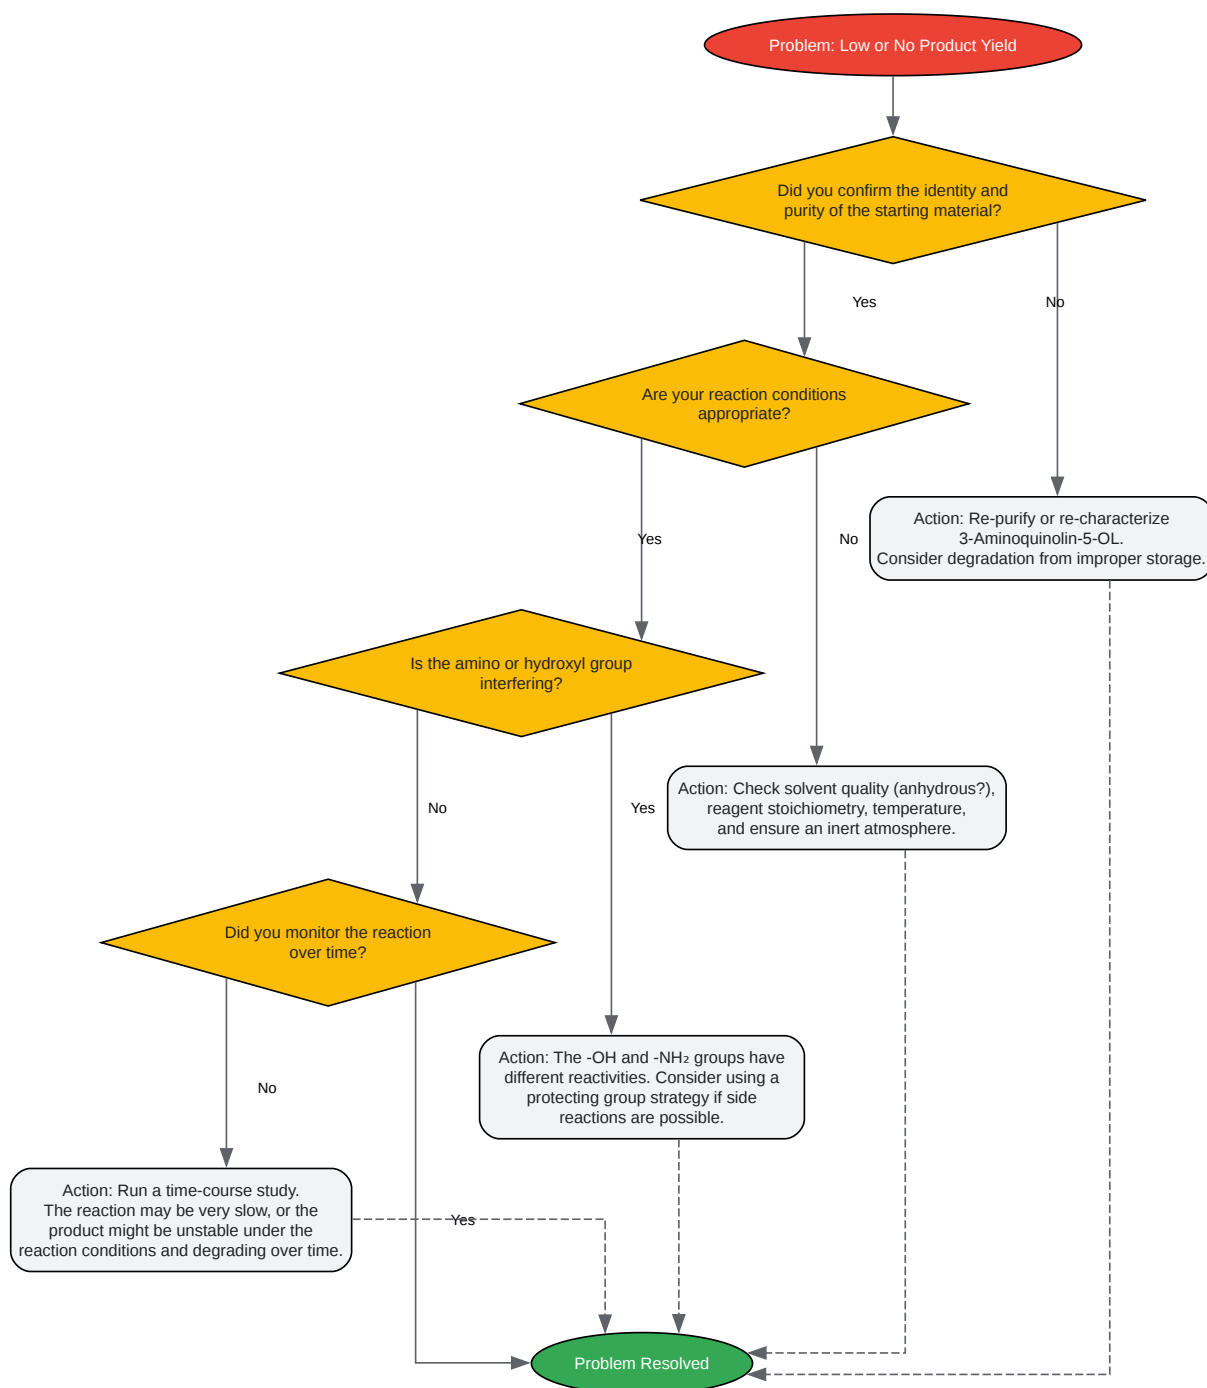 Problem: Low or No Product Yield
Did you confirm the identity and
purity of the starting material?
Yes
No
Are your reaction conditions
appropriate?
Action: Re-purify or re-characterize
3-Aminoquinolin-5-OL.
Consider degradation from improper storage.
Yes
No
Is the amino or hydroxyl group
interfering?
Action: Check solvent quality (anhydrous?),
reagent stoichiometry, temperature,
and ensure an inert atmosphere.
No
Yes
Did you monitor the reaction
over time?
Action: The -OH and -NH₂ groups have
different reactivities. Consider using a
protecting group strategy if side
reactions are possible.
No
Action: Run a time-course study.
The reaction may be very slow, or the
product might be unstable under the
reaction conditions and degrading over time.
Yes
Problem Resolved